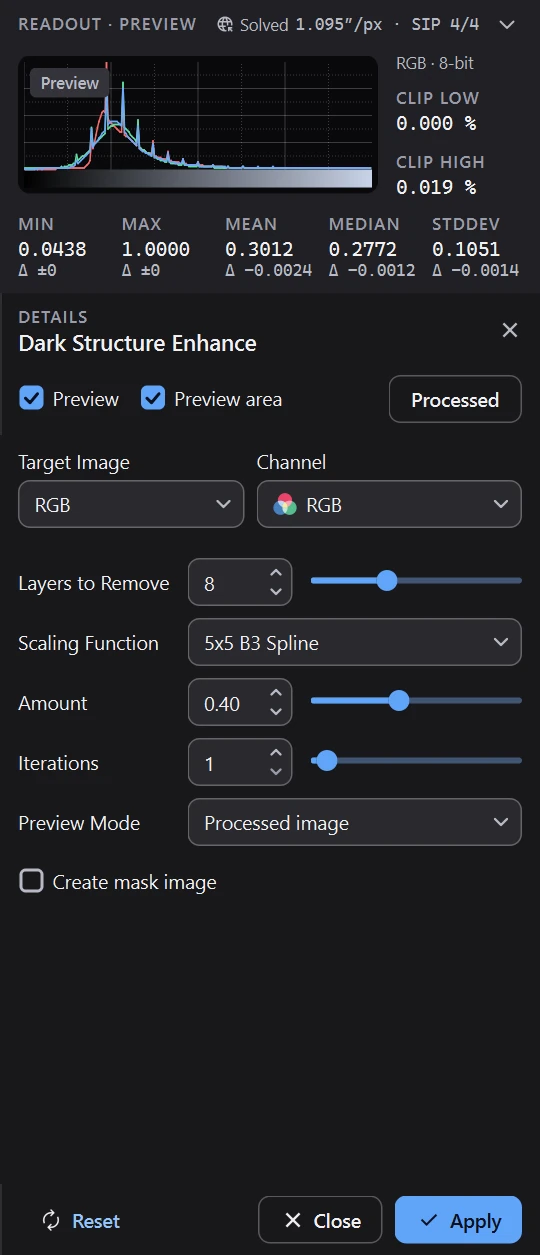 READOUT · PREVIEW Solved 1.095″/px · SIP 4/4
Preview
RGB · 8-bit
CLIP LOW
0.000 %
CLIP HIGH
0.019 %
MIN MAX MEAN MEDIAN STDDEV
0.0438 1.0000 0.3012 0.2772 0.1051
Δ ±0 Δ ±0 Δ −0.0024 Δ −0.0012 Δ −0.0014
DETAILS
Dark Structure Enhance
Preview Preview area Processed
Target Image Channel
RGB RGB
Layers to Remove 8
Scaling Function 5x5 B3 Spline
Amount 0.40
Iterations 1
Preview Mode Processed image
Create mask image
Reset Close Apply